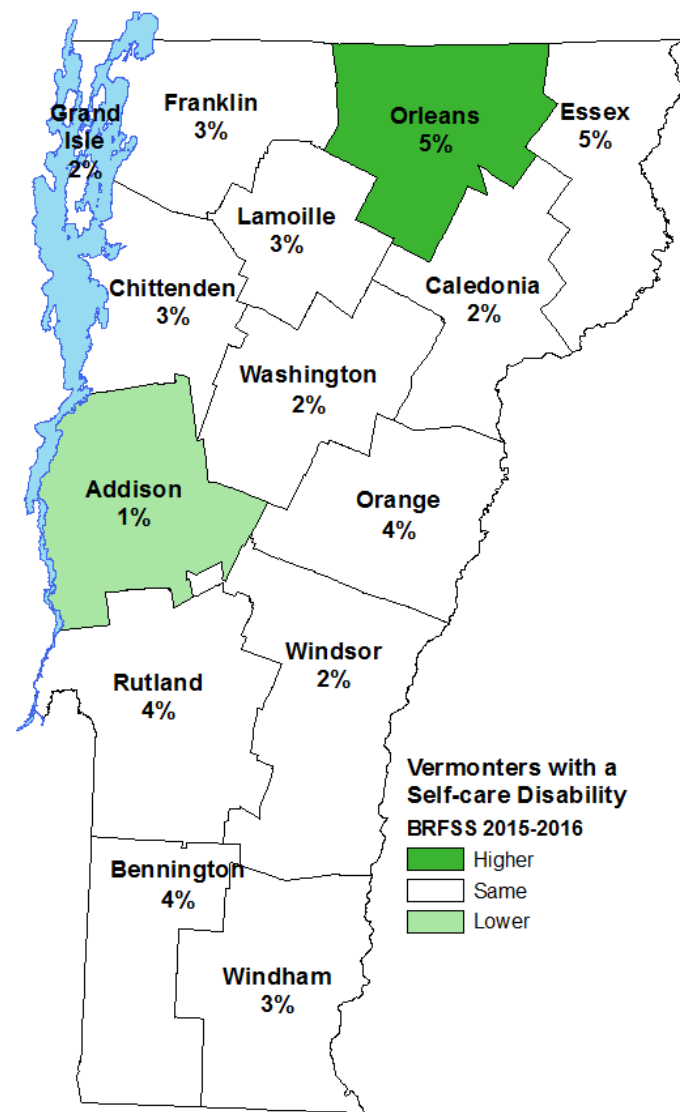 Franklin
3%
Grand
Isle
2%
Orleans
5%
Essex
5%
Lamoille
3%
Chittenden
3%
Caledonia
2%
Washington
2%
Addison
1%
Orange
4%
Windsor
2%
Rutland
4%
Vermonters with a
Self-care Disability
BRFSS 2015-2016
Higher
Same
Lower
Bennington
4%
Windham
3%